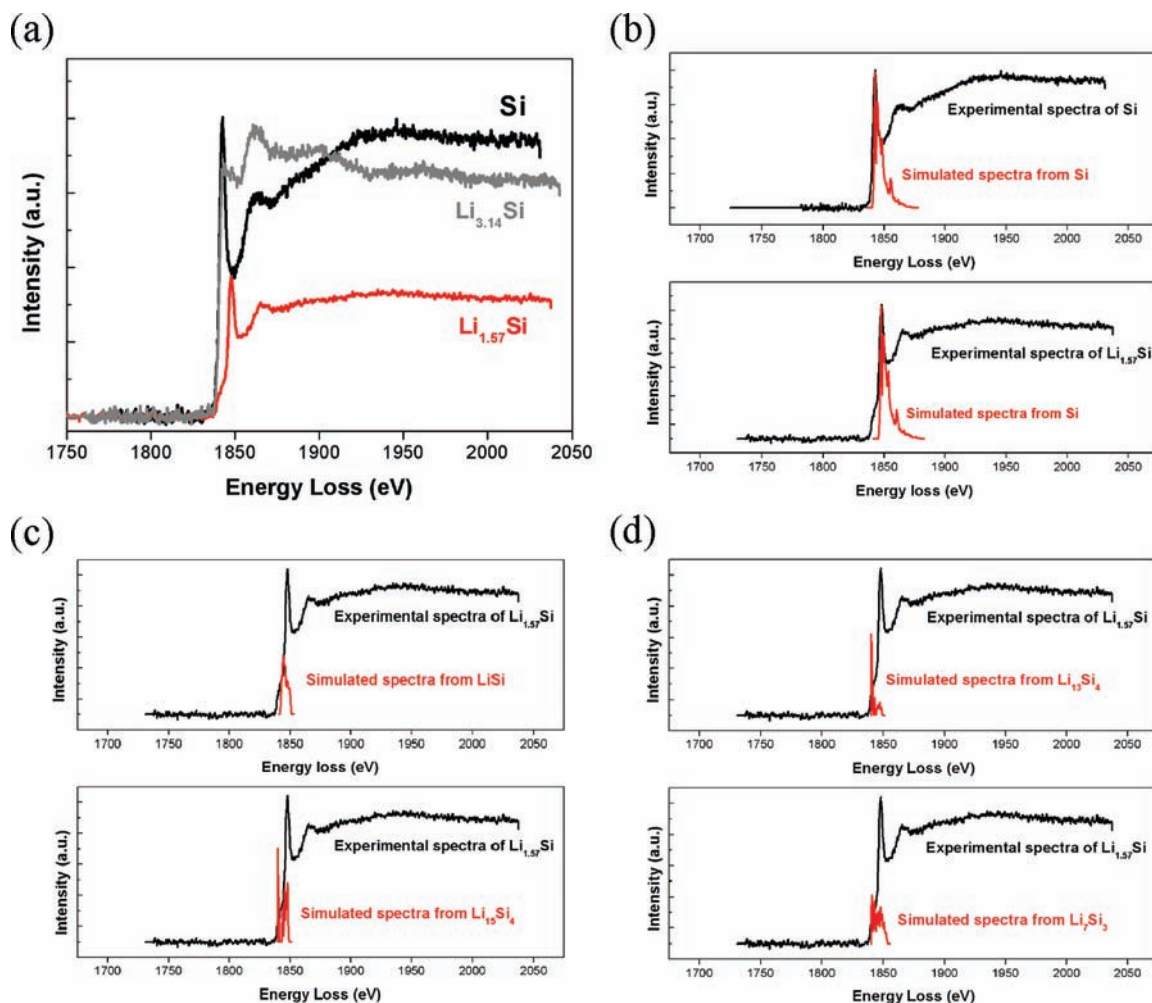 (a)
Intensity (a.u.)
Si
Li3.14Si
Li1.57Si
1750 1800 1850 1900 1950 2000 2050
Energy Loss (eV)
(b)
Intensity (a.u.)
Experimental spectra of Si
Simulated spectra from Si
1700 1750 1800 1850 1900 1950 2000 2050
Energy Loss (eV)
Intensity (a.u.)
Experimental spectra of Li1.57Si
Simulated spectra from Si
1700 1750 1800 1850 1900 1950 2000 2050
Energy loss (eV)
(c)
Intensity (a.u.)
Experimental spectra of Li1.57Si
Simulated spectra from LiSi
1700 1750 1800 1850 1900 1950 2000 2050
Energy loss (eV)
Intensity (a.u.)
Experimental spectra of Li1.57Si
Simulated spectra from Li15Si4
1700 1750 1800 1850 1900 1950 2000 2050
Energy Loss (eV)
(d)
Intensity (a.u.)
Experimental spectra of Li1.57Si
Simulated spectra from Li13Si4
1700 1750 1800 1850 1900 1950 2000 2050
Energy Loss (eV)
Intensity (a.u.)
Experimental spectra of Li1.57Si
Simulated spectra from Li7Si3
1700 1750 1800 1850 1900 1950 2000 2050
Energy Loss (eV)